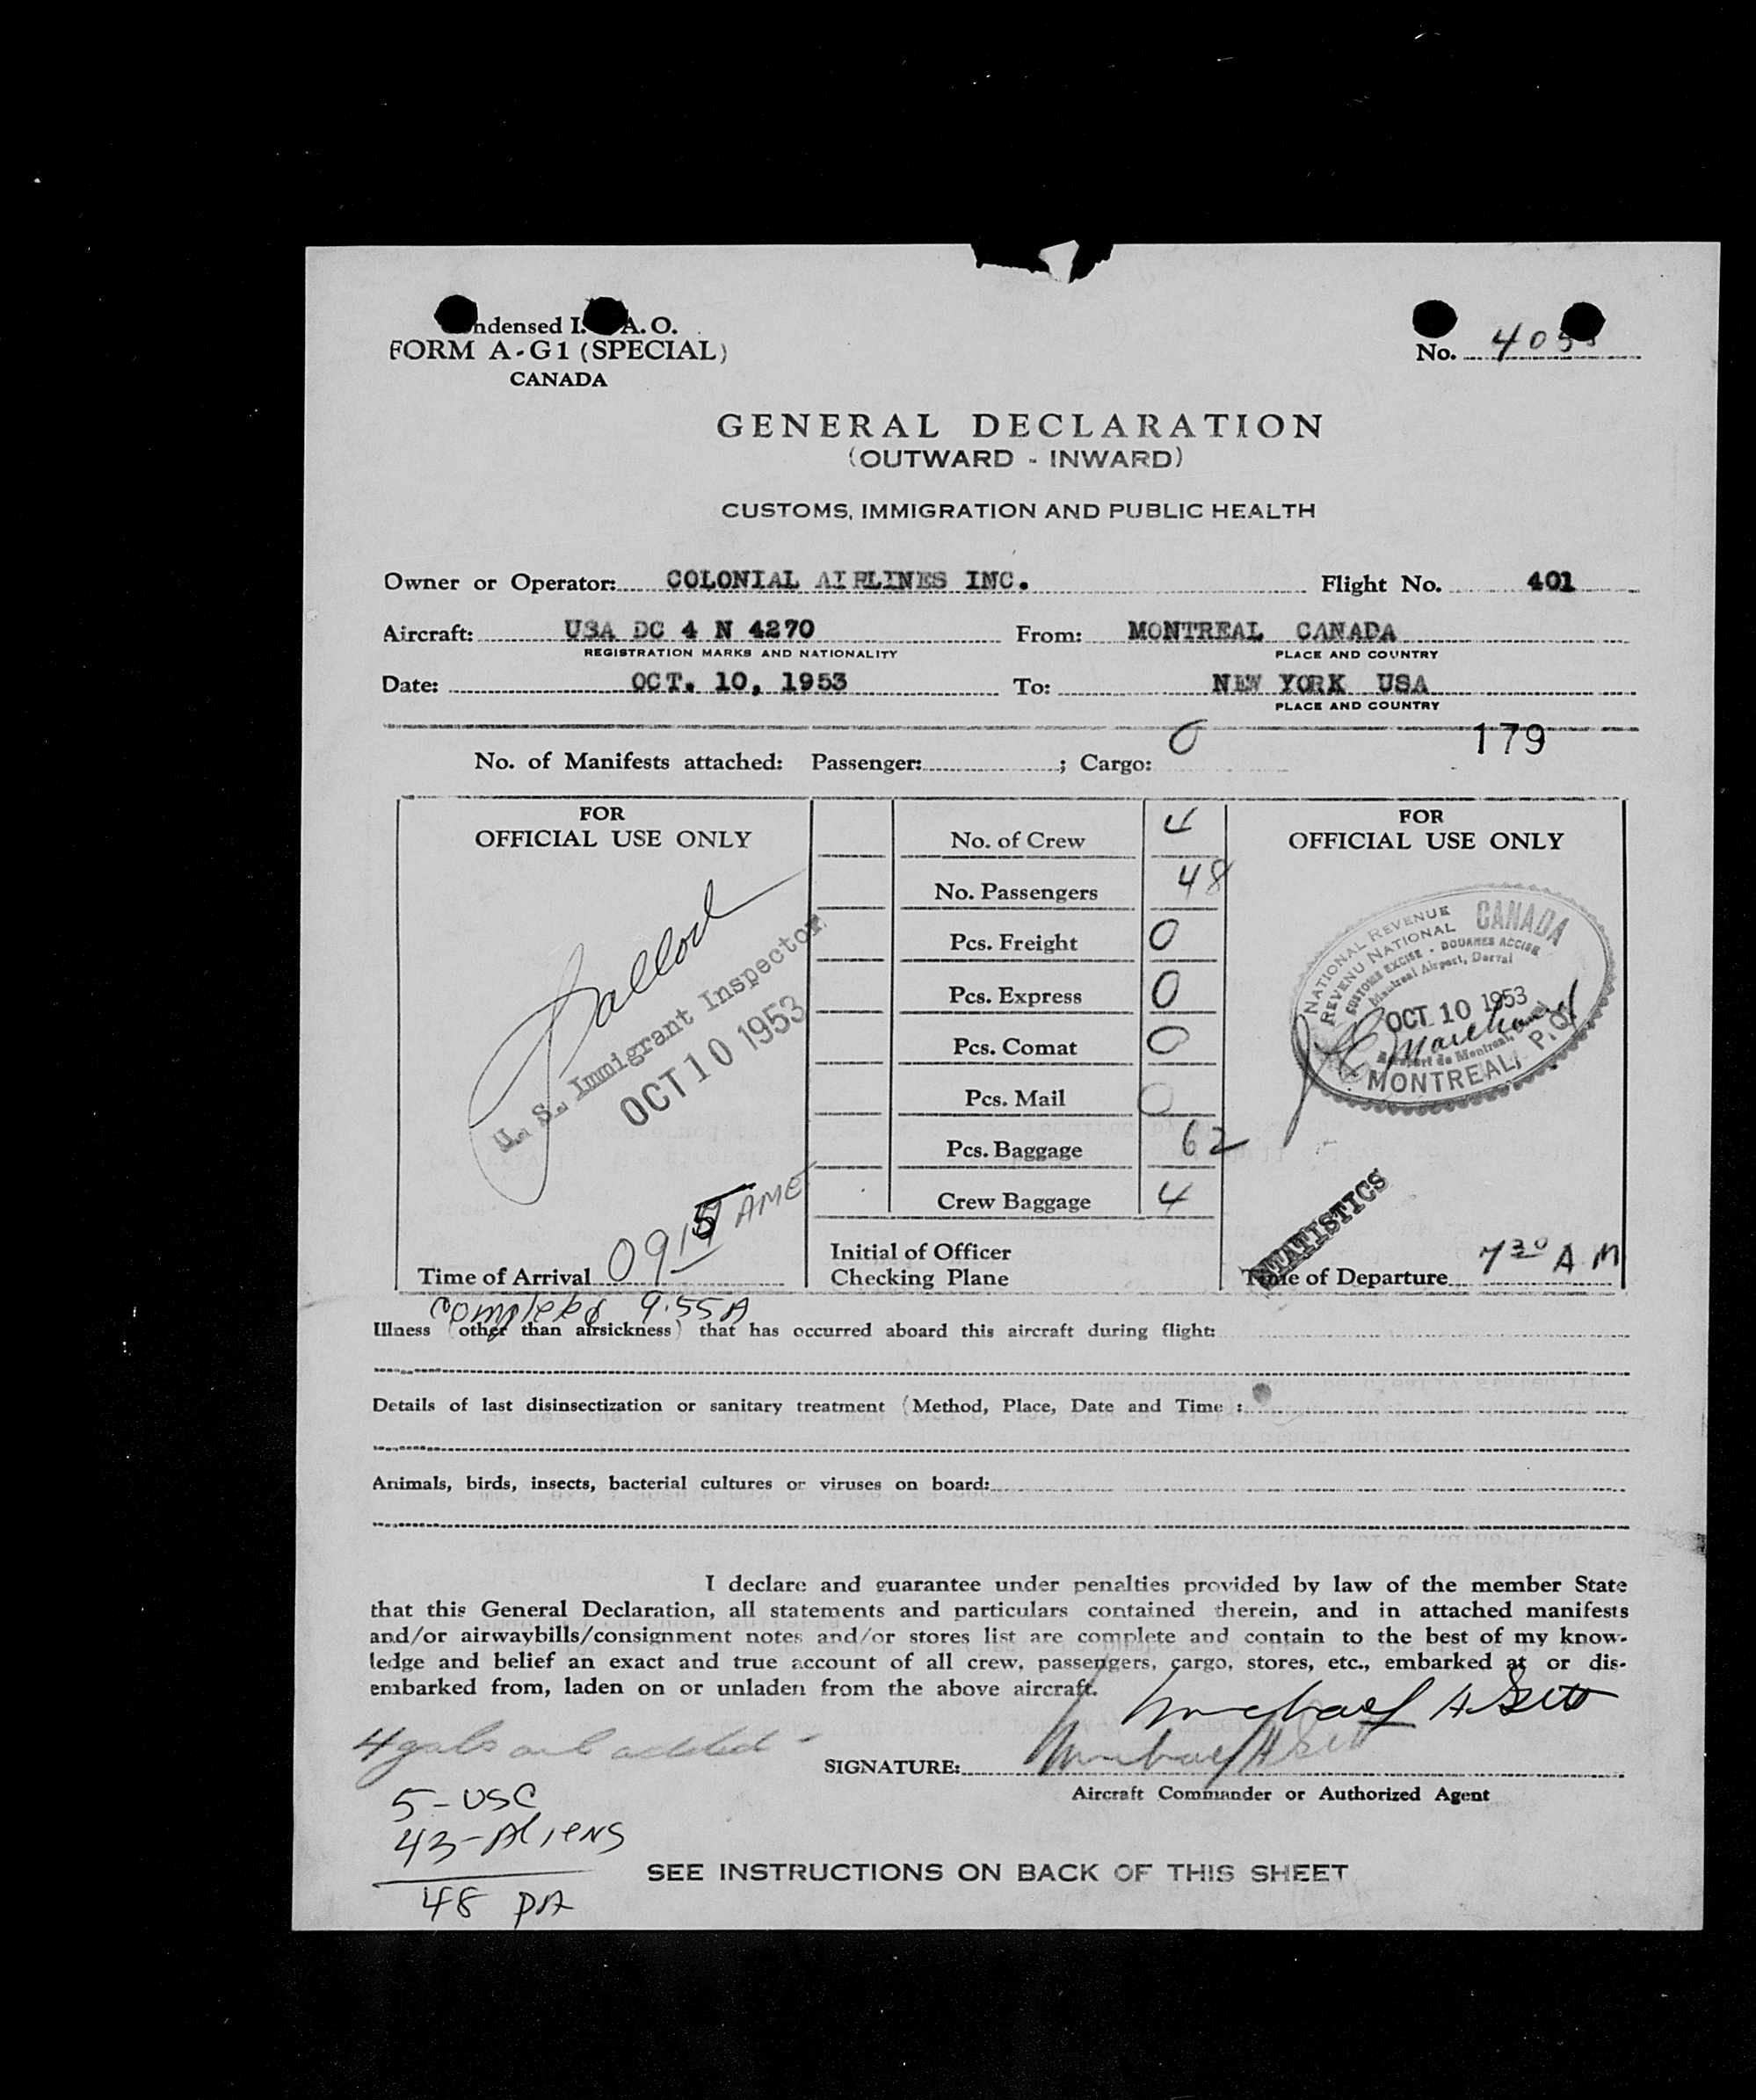 ndensed I. A. O.
FORM A-G1 (SPECIAL)
CANADA
No. 405
GENERAL DECLARATION
(OUTWARD - INWARD)
CUSTOMS, IMMIGRATION AND PUBLIC HEALTH
Owner or Operator: COLONIAL AIRLINES INC. Flight No. 401
Aircraft: USA DC 4 N 4270 From: MONTREAL CANADA
REGISTRATION MARKS AND NATIONALITY PLACE AND COUNTRY
Date: OCT. 10, 1953 To: NEW YORK USA
PLACE AND COUNTRY
179
No. of Manifests attached: Passenger: ; Cargo: 0
FOR
OFFICIAL USE ONLY
U. S. Immigrant Inspector
OCT 10 1953
0915 AME
Time of Arrival
No. of Crew 4
No. Passengers 48
Pcs. Freight 0
Pcs. Express 0
Pcs. Comat 0
Pcs. Mail 0
Pcs. Baggage 62
Crew Baggage 4
Initial of Officer
Checking Plane
FOR
OFFICIAL USE ONLY
NATIONAL REVENUE CANADA
REVENU NATIONAL
CUSTOMS EXCISE - DOUANES ACCISE
Montreal Airport, Dorval
OCT 10 1953
de Montreal,
MONTREAL, P.Q.
STATISTICS
Time of Departure 7 30 A M
completed 9:55A
Illness (other than airsickness) that has occurred aboard this aircraft during flight:
Details of last disinsectization or sanitary treatment (Method, Place, Date and Time :
Animals, birds, insects, bacterial cultures or viruses on board:
I declare and guarantee under penalties provided by law of the member State
that this General Declaration, all statements and particulars contained therein, and in attached manifests
and/or airwaybills/consignment notes and/or stores list are complete and contain to the best of my know-
ledge and belief an exact and true account of all crew, passengers, cargo, stores, etc., embarked at or dis-
embarked from, laden on or unladen from the above aircraft.
4 gals oil added -
SIGNATURE: Michael A
Aircraft Commander or Authorized Agent
5 - USC
43 - Aliens
48 PA
SEE INSTRUCTIONS ON BACK OF THIS SHEET